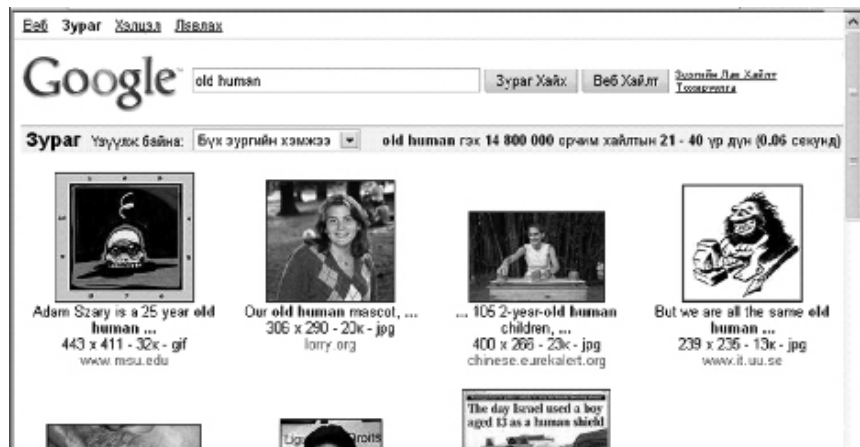 Веб Зураг Хэлцэл Лавлах
Google™
old human
Зураг Хайх
Веб Хайлт
Зургийн Лав Хайлт
Тохируулга
Зураг Үзүүлж байна: Бүх зургийн хэмжээ
old human гэх 14 800 000 орчим хайлтын 21 - 40 үр дүн (0.06 секунд)
Adam Szary is a 25 year old human ...
443 x 411 - 32к - gif
www.msu.edu
Our old human mascot, ...
306 x 290 - 20к - jpg
lorry.org
... 105 2-year-old human children, ...
400 x 266 - 23к - jpg
chinese.eurekalert.org
But we are all the same old human ...
239 x 235 - 13к - jpg
www.it.uu.se
Droits
The day Israel used a boy
aged 13 as a human shield